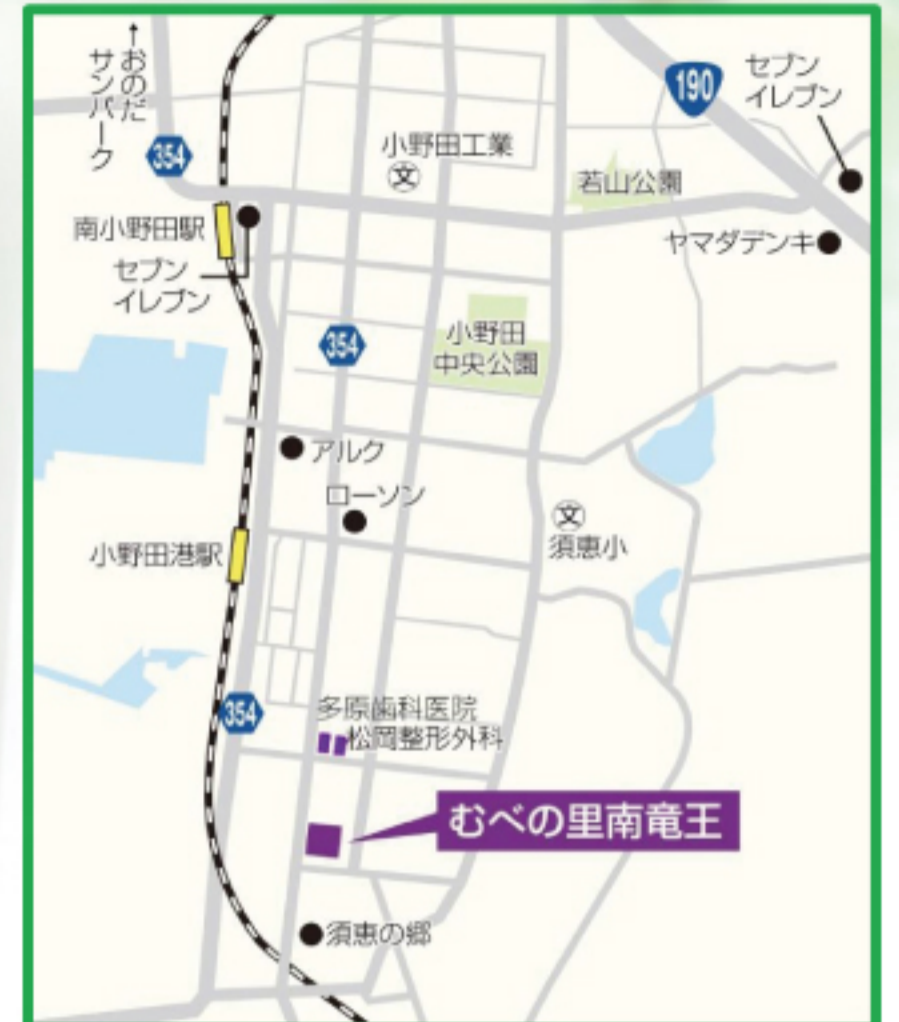 ↑おのだ
サンパーク
190
セブン
イレブン
354
小野田工業
文
若山公園
南小野田駅
ヤマダデンキ
セブン
イレブン
354
小野田
中央公園
アルク
ローソン
文
須恵小
小野田港駅
354
多原歯科医院
松岡整形外科
むべの里南竜王
須恵の郷